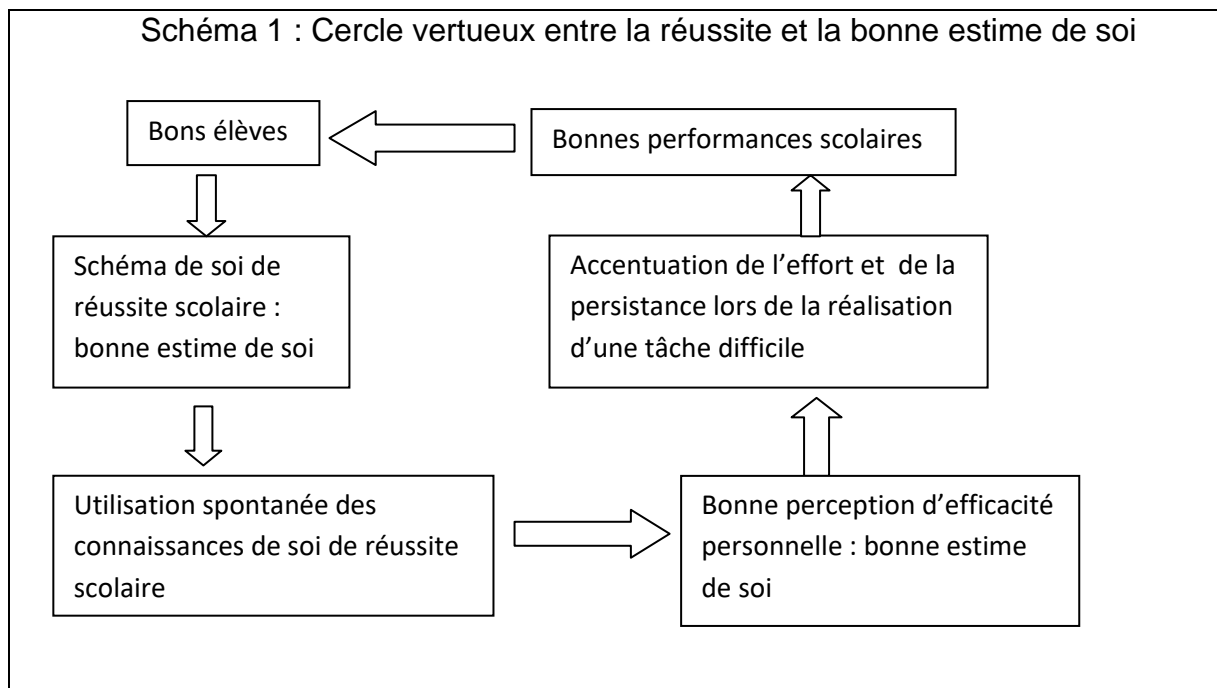 Schéma 1 : Cercle vertueux entre la réussite et la bonne estime de soi
Bons élèves
Bonnes performances scolaires
Schéma de soi de
réussite scolaire :
bonne estime de soi
Accentuation de l'effort et  de la
persistance lors de la réalisation
d'une tâche difficile
Utilisation spontanée des
connaissances de soi de réussite
scolaire
Bonne perception d'efficacité
personnelle : bonne estime
de soi